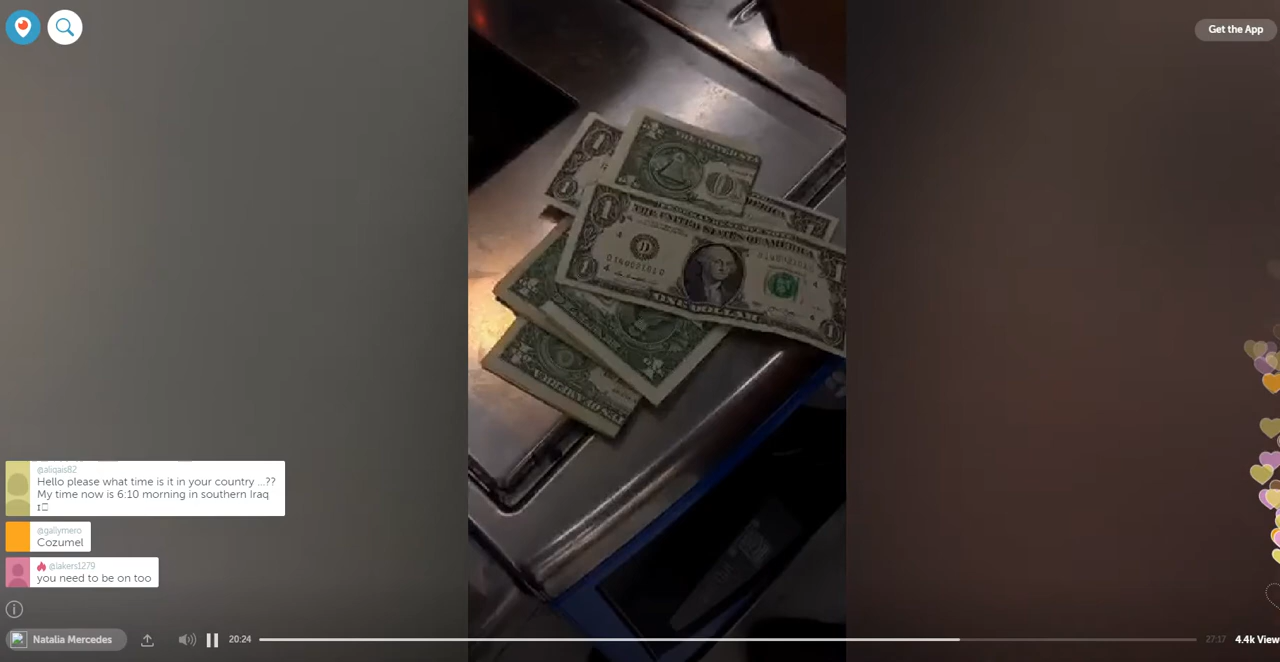 Get the App
1
THE UNITED STATES OF AMERICA
ONE DOLLAR
@aliqais82
Hello please what time is it in your country ...??
My time now is 6:10 morning in southern Iraq
@gallymero
Cozumel
@lakers1279
you need to be on too
Natalia Mercedes
20:24
27:17
4.4k View